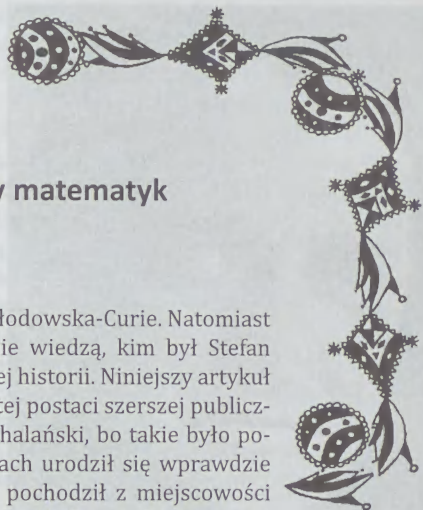 y matematyk
łodowska-Curie. Natomiast
ie wiedzą, kim był Stefan
ej historii. Niniejszy artykuł
tej postaci szerszej publicz-
halański, bo takie było po-
ach urodził się wprawdzie
pochodził z miejscowości